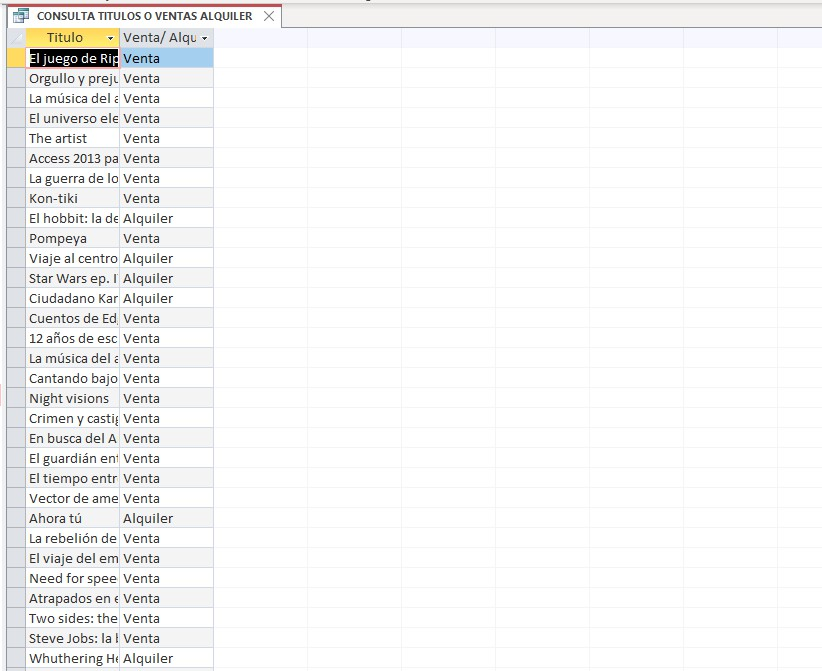 CONSULTA TITULOS O VENTAS ALQUILER
Titulo Venta/ Alqu
El juego de Rip Venta
Orgullo y preju Venta
La música del a Venta
El universo ele Venta
The artist Venta
Access 2013 pa Venta
La guerra de lo Venta
Kon-tiki Venta
El hobbit: la de Alquiler
Pompeya Venta
Viaje al centro Alquiler
Star Wars ep. I Alquiler
Ciudadano Kan Alquiler
Cuentos de Ed Venta
12 años de esc Venta
La música del a Venta
Cantando bajo Venta
Night visions Venta
Crimen y castig Venta
En busca del A Venta
El guardián ent Venta
El tiempo entr Venta
Vector de ame Venta
Ahora tú Alquiler
La rebelión de Venta
El viaje del em Venta
Need for spee Venta
Atrapados en e Venta
Two sides: the Venta
Steve Jobs: la b Venta
Whuthering He Alquiler